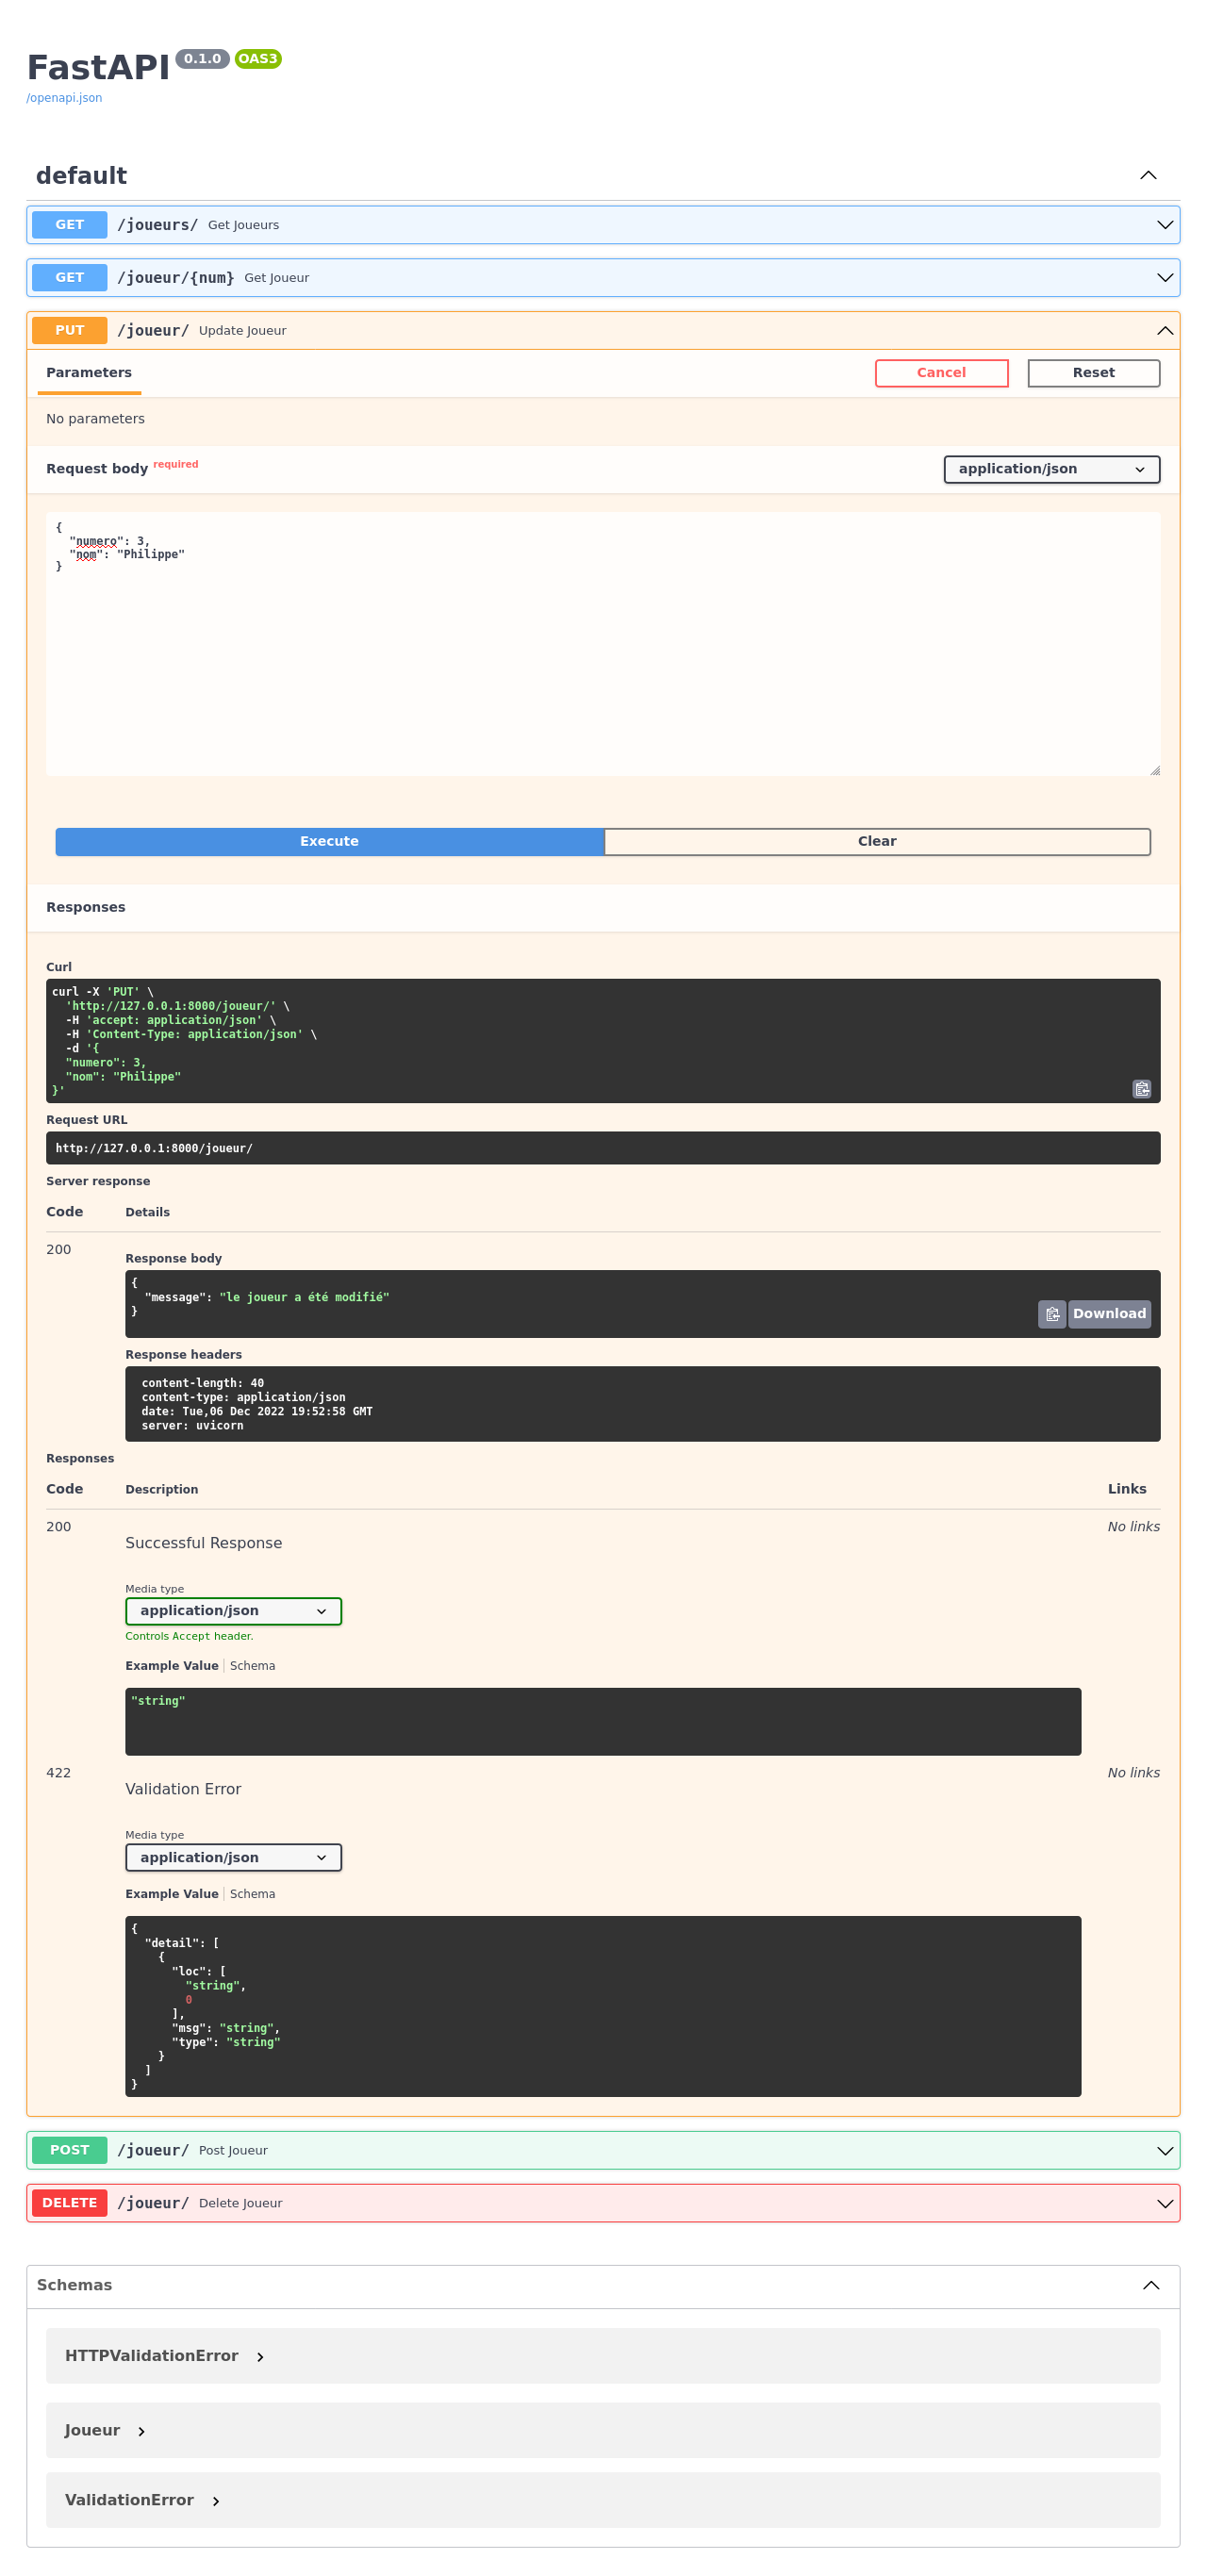 FastAPI 0.1.0 OAS3
/openapi.json
default
GET /joueurs/ Get Joueurs
GET /joueur/{num} Get Joueur
PUT /joueur/ Update Joueur
Parameters Cancel Reset
No parameters
Request body required application/json
{
"numero": 3,
"nom": "Philippe"
}
Execute Clear
Responses
Curl
curl -X 'PUT' \
'http://127.0.0.1:8000/joueur/' \
-H 'accept: application/json' \
-H 'Content-Type: application/json' \
-d '{
"numero": 3,
"nom": "Philippe"
}'
Request URL
http://127.0.0.1:8000/joueur/
Server response
Code Details
200
Response body
{
"message": "le joueur a été modifié"
}
Download
Response headers
content-length: 40
content-type: application/json
date: Tue,06 Dec 2022 19:52:58 GMT
server: uvicorn
Responses
Code Description Links
200 No links
Successful Response
Media type
application/json
Controls Accept header.
Example Value Schema
"string"
422 No links
Validation Error
Media type
application/json
Example Value Schema
{
"detail": [
{
"loc": [
"string",
0
],
"msg": "string",
"type": "string"
}
]
}
POST /joueur/ Post Joueur
DELETE /joueur/ Delete Joueur
Schemas
HTTPValidationError
Joueur
ValidationError